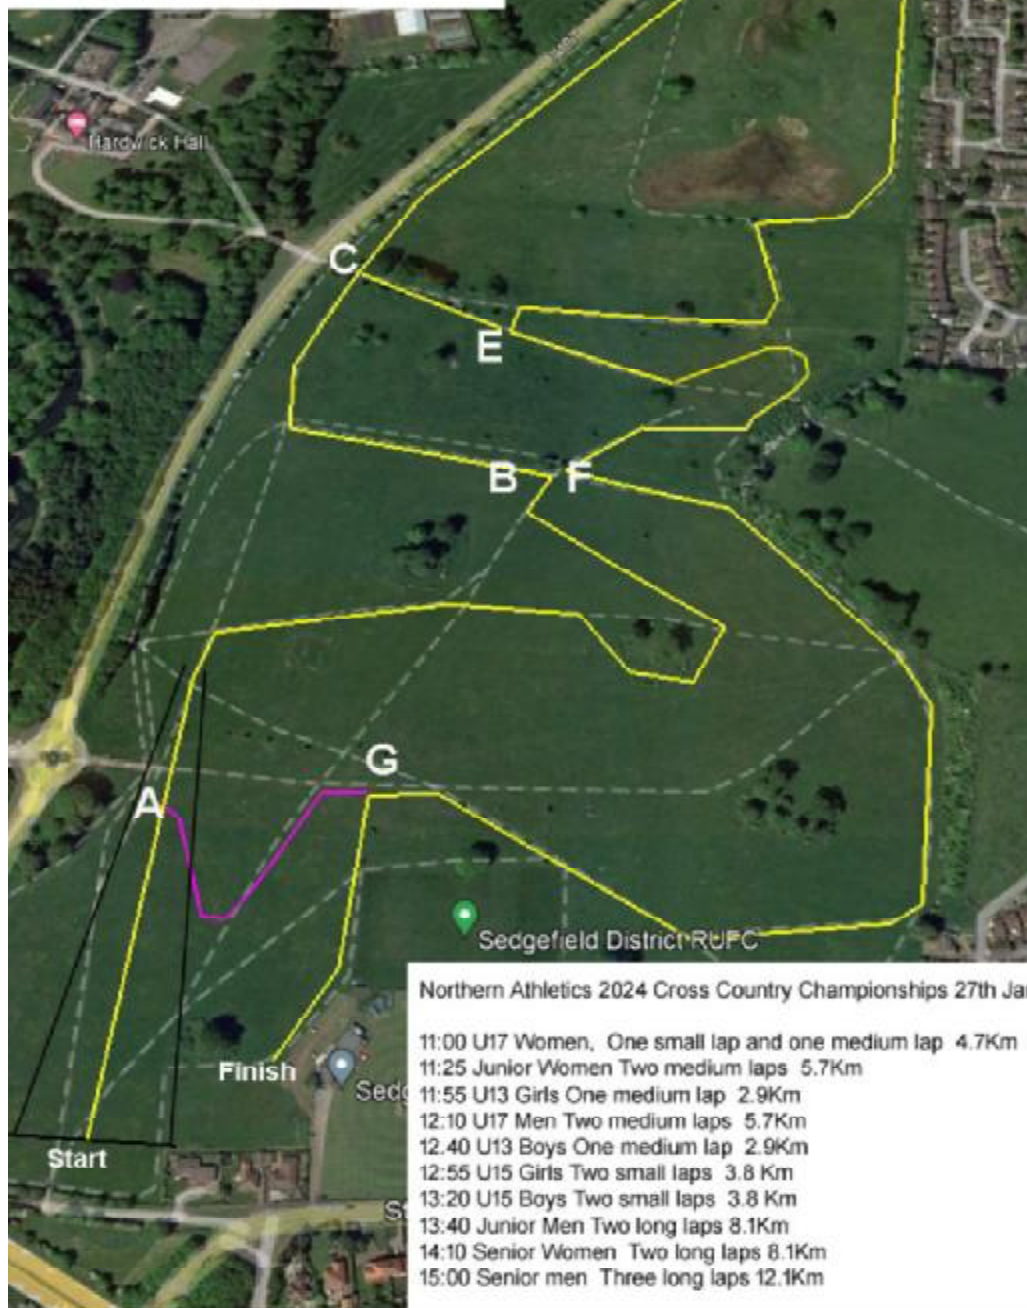 Hardwick Hall
C
E
B
F
G
A
Sedgefield District RUFC
Northern Athletics 2024 Cross Country Championships 27th Ja
11:00 U17 Women, One small lap and one medium lap 4.7Km
11:25 Junior Women Two medium laps 5.7Km
11:55 U13 Girls One medium lap 2.9Km
12:10 U17 Men Two medium laps 5.7Km
12.40 U13 Boys One medium lap 2.9Km
12:55 U15 Girls Two small laps 3.8 Km
13:20 U15 Boys Two small laps 3.8 Km
13:40 Junior Men Two long laps 8.1Km
14:10 Senior Women Two long laps 8.1Km
15:00 Senior men Three long laps 12.1Km
Finish
Sedg
Start